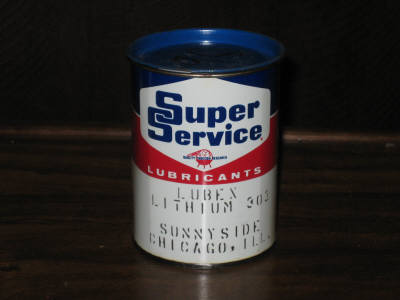 Super
Service
LUBRICANTS
LUBEX
LITHIUM 303
SUNNYSIDE
CHICAGO, ILL.